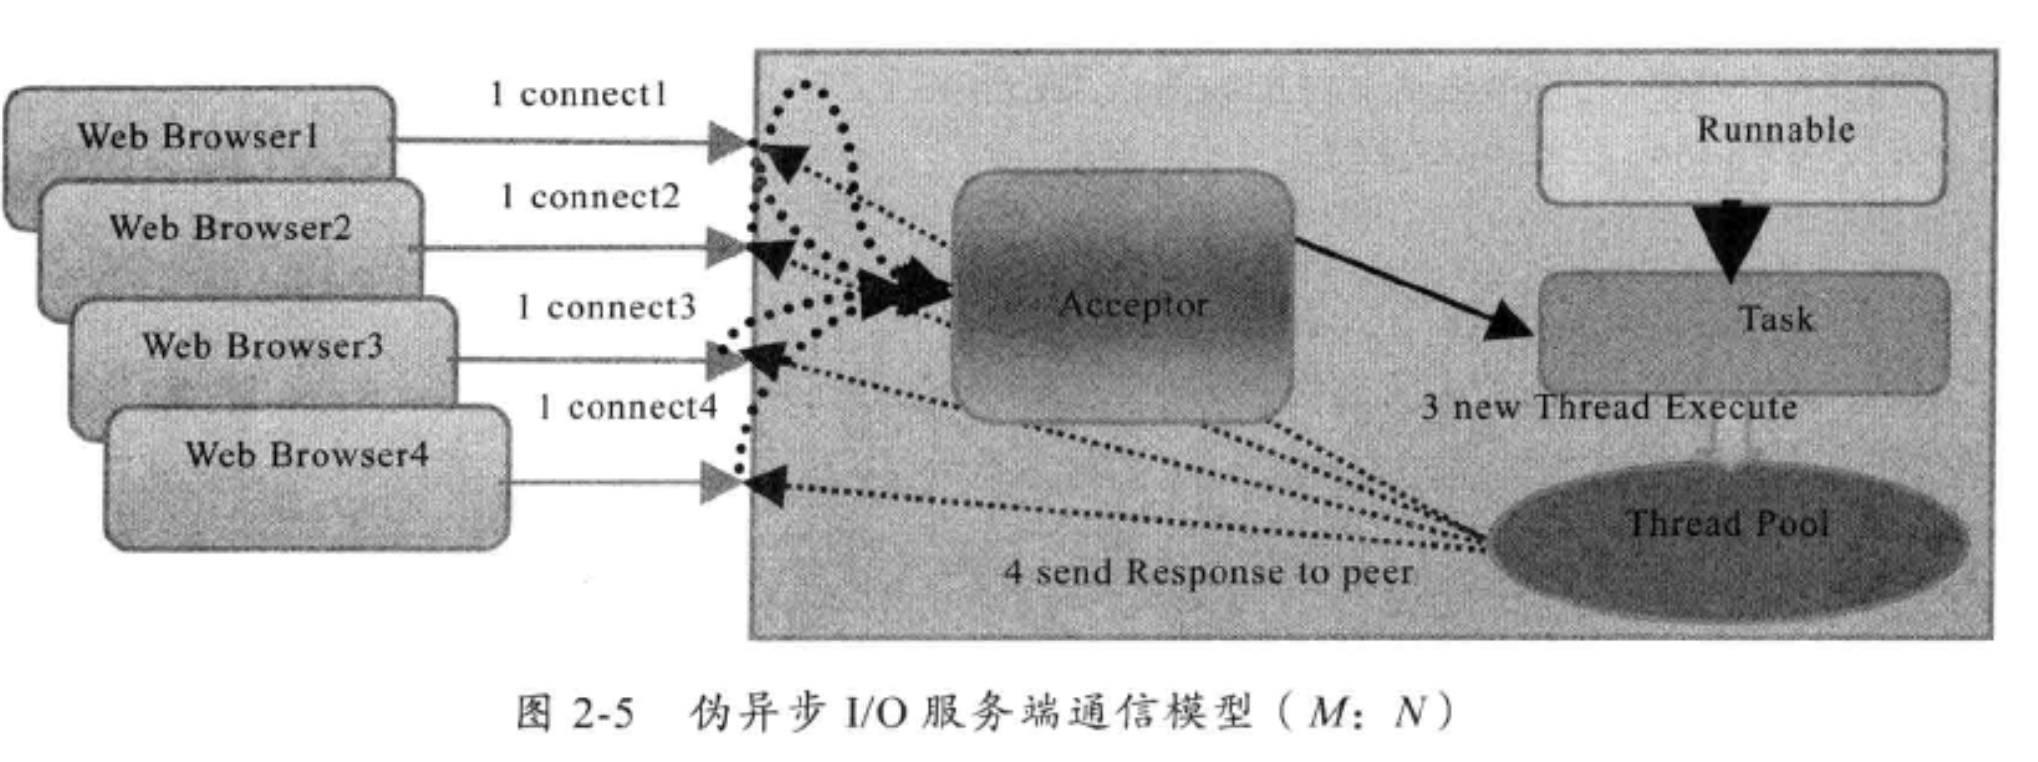 1 connect1
Web Browser1
Runnable
1 connect2
Web Browser2
1 connect3
Acceptor
Task
Web Browser3
1 connect4
3 new Thread Execute
Web Browser4
Thread Pool
4 send Response to peer
图 2-5 伪异步 I/O 服务端通信模型（M：N）